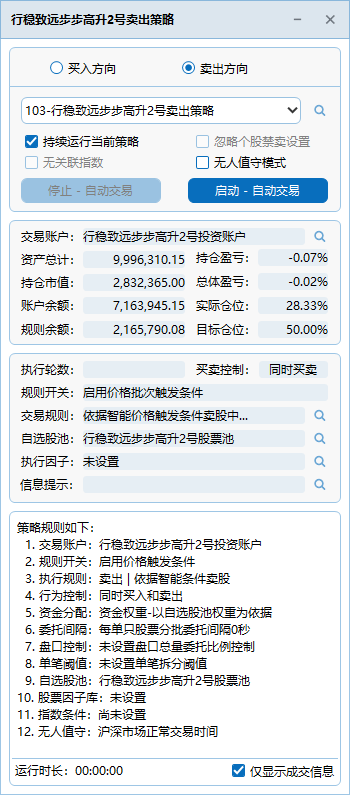 行稳致远步步高升2号卖出策略
买入方向 卖出方向
103-行稳致远步步高升2号卖出策略
持续运行当前策略 忽略个股禁卖设置
无关联指数 无人值守模式
停止 - 自动交易 启动 - 自动交易
交易账户: 行稳致远步步高升2号投资账户
资产总计: 9,996,310.15 持仓盈亏: -0.07%
持仓市值: 2,832,365.00 总体盈亏: -0.02%
账户余额: 7,163,945.15 实际仓位: 28.33%
规则余额: 2,165,790.08 目标仓位: 50.00%
执行轮数: 买卖控制: 同时买卖
规则开关: 启用价格批次触发条件
交易规则: 依据智能价格触发条件卖股中...
自选股池: 行稳致远步步高升2号股票池
执行因子: 未设置
信息提示:
策略规则如下:
1. 交易账户: 行稳致远步步高升2号投资账户
2. 规则开关: 启用价格触发条件
3. 执行规则: 卖出 | 依据智能条件卖股
4. 行为控制: 同时买入和卖出
5. 资金分配: 资金权重-以自选股池权重为依据
6. 委托间隔: 每单只股票分批委托间隔0秒
7. 盘口控制: 未设置盘口总量委托比例控制
8. 单笔阈值: 未设置单笔拆分阈值
9. 自选股池: 行稳致远步步高升2号股票池
10. 股票因子库: 未设置
11. 指数条件: 尚未设置
12. 无人值守: 沪深市场正常交易时间
运行时长: 00:00:00 仅显示成交信息